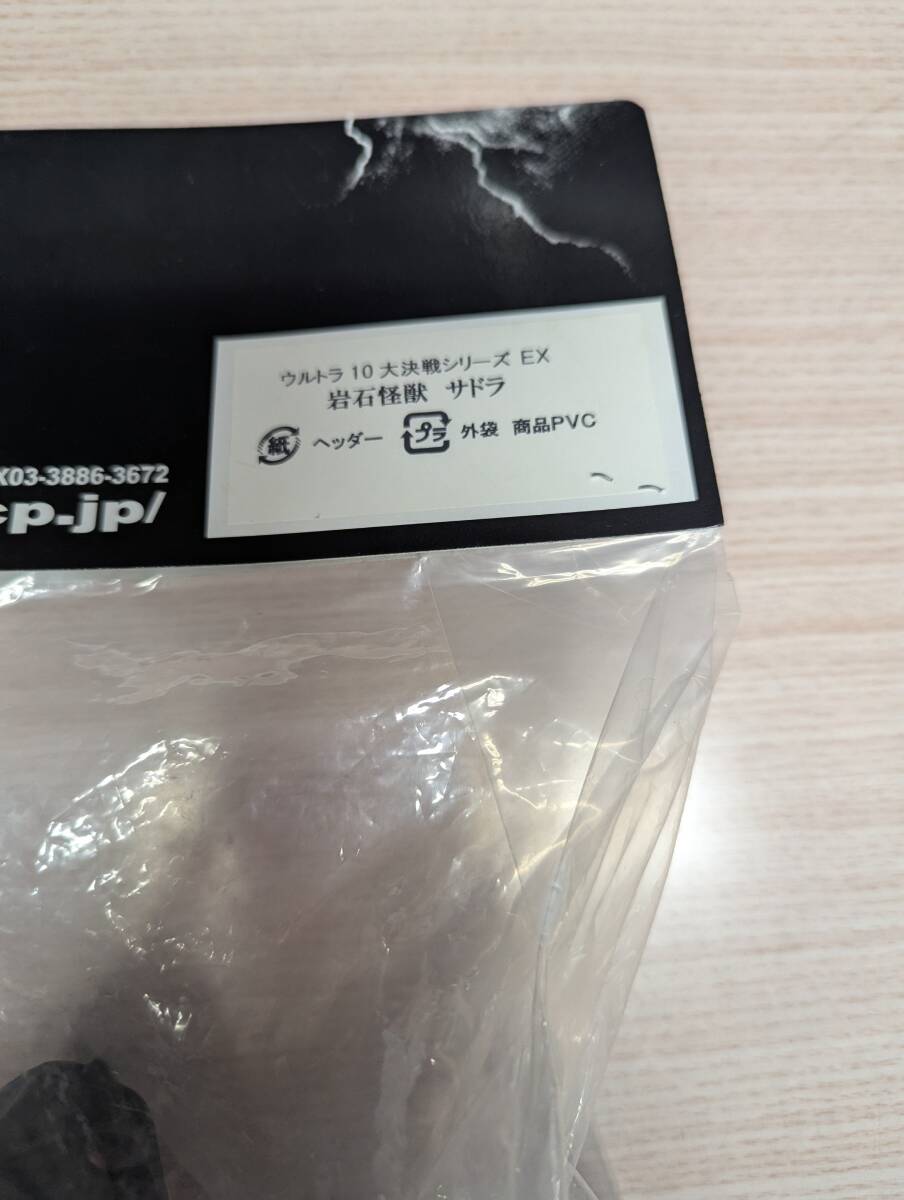 ウルトラ 10 大決戦シリーズ EX
岩石怪獣 サドラ
紙 ヘッダー プラ 外袋 商品PVC
X03-3886-3672
cp.jp/